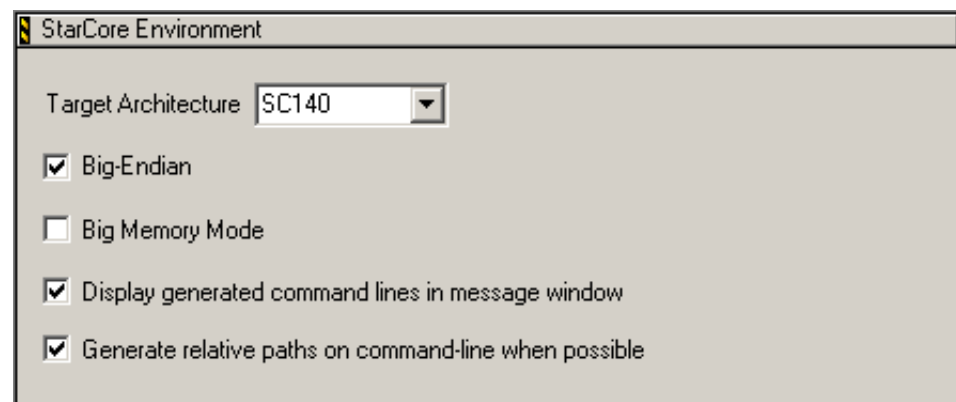 StarCore Environment
Target Architecture SC140
Big-Endian
Big Memory Mode
Display generated command lines in message window
Generate relative paths on command-line when possible